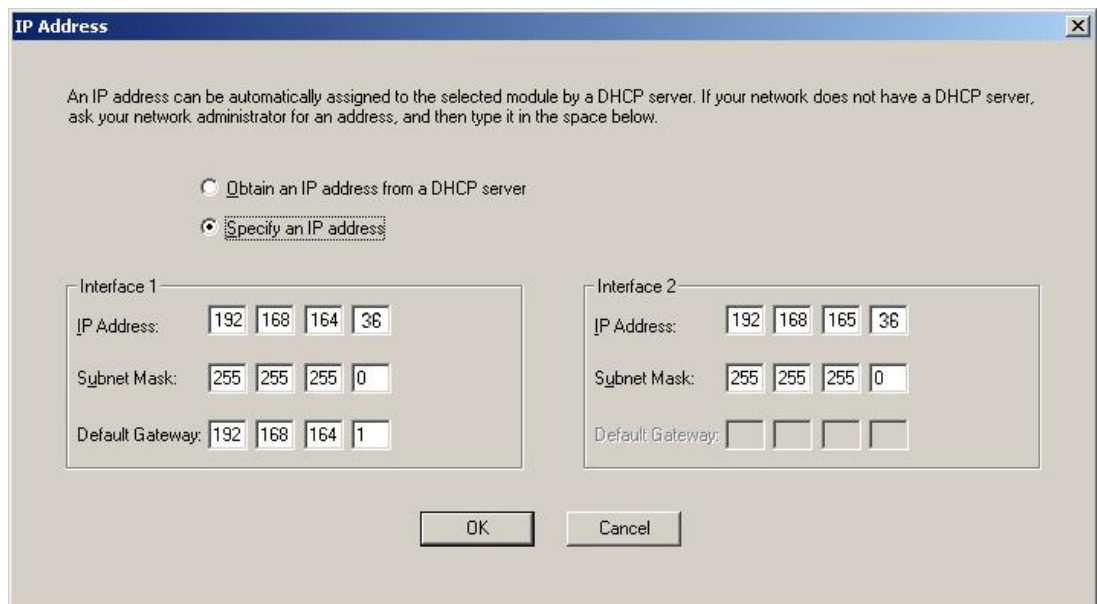 IP Address
An IP address can be automatically assigned to the selected module by a DHCP server. If your network does not have a DHCP server,
ask your network administrator for an address, and then type it in the space below.
Obtain an IP address from a DHCP server
Specify an IP address
Interface 1
IP Address: 192 168 164 36
Subnet Mask: 255 255 255 0
Default Gateway: 192 168 164 1
Interface 2
IP Address: 192 168 165 36
Subnet Mask: 255 255 255 0
Default Gateway:
OK Cancel